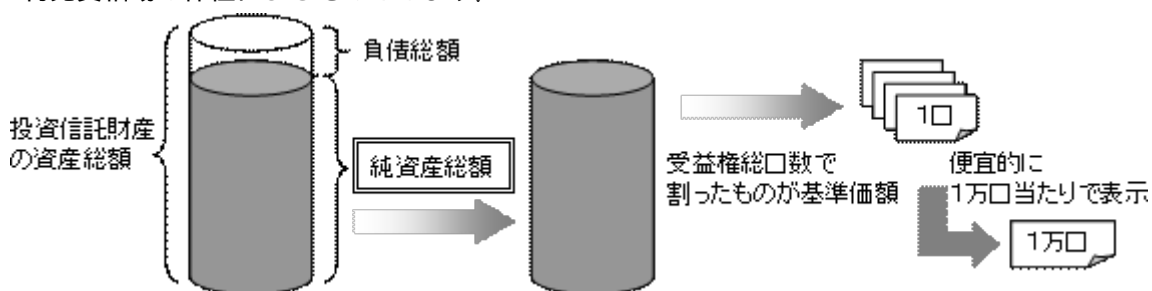 負債総額
投資信託財産
の資産総額
純資産総額
受益権総口数で
割ったものが基準価額
1口
便宜的に
1万口当たりで表示
1万口